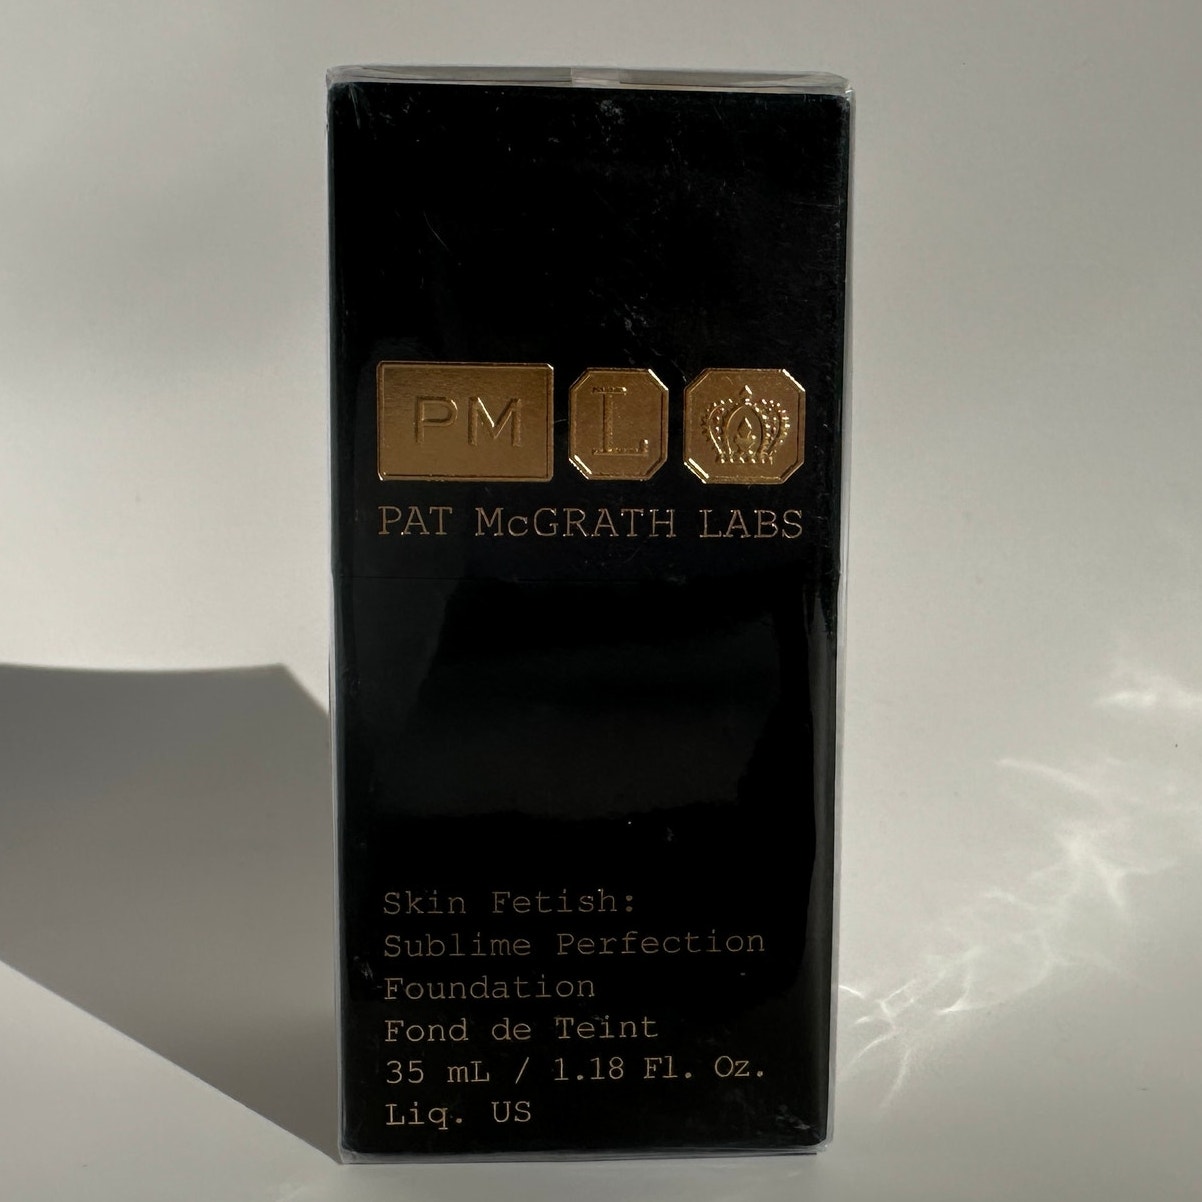 PM L
PAT McGRATH LABS
Skin Fetish:
Sublime Perfection
Foundation
Fond de Teint
35 mL / 1.18 Fl. Oz.
Liq. US